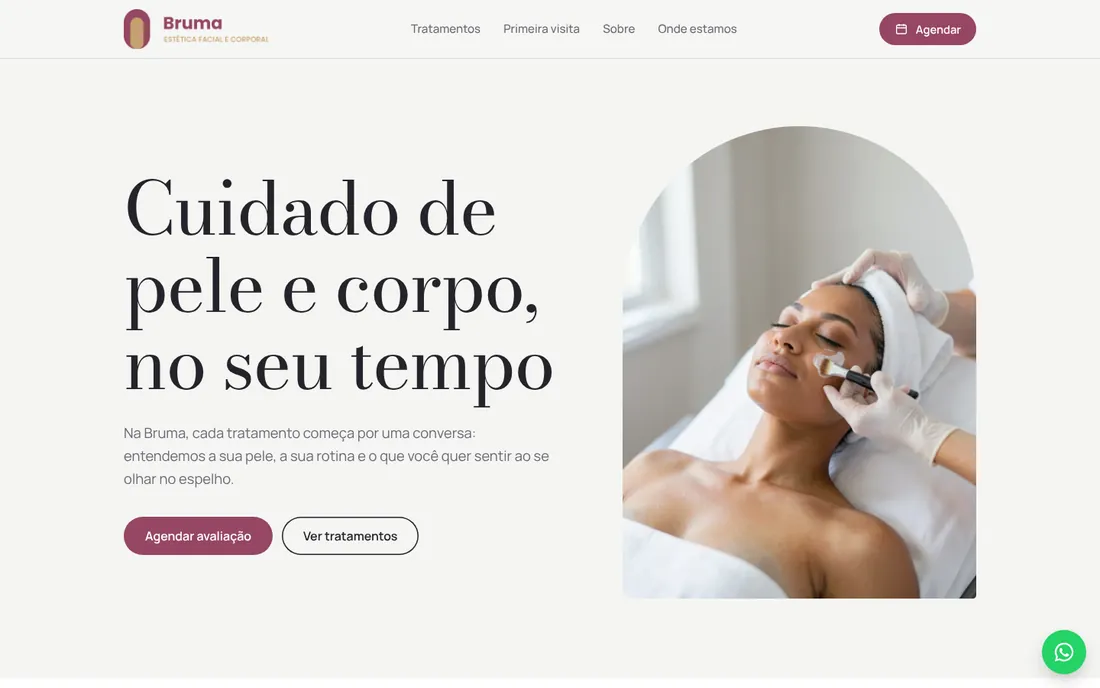 Bruma
ESTÉTICA FACIAL E CORPORAL
Tratamentos
Primeira visita
Sobre
Onde estamos
Agendar
Cuidado de
pele e corpo,
no seu tempo
Na Bruma, cada tratamento começa por uma conversa:
entendemos a sua pele, a sua rotina e o que você quer sentir ao se
olhar no espelho.
Agendar avaliação
Ver tratamentos